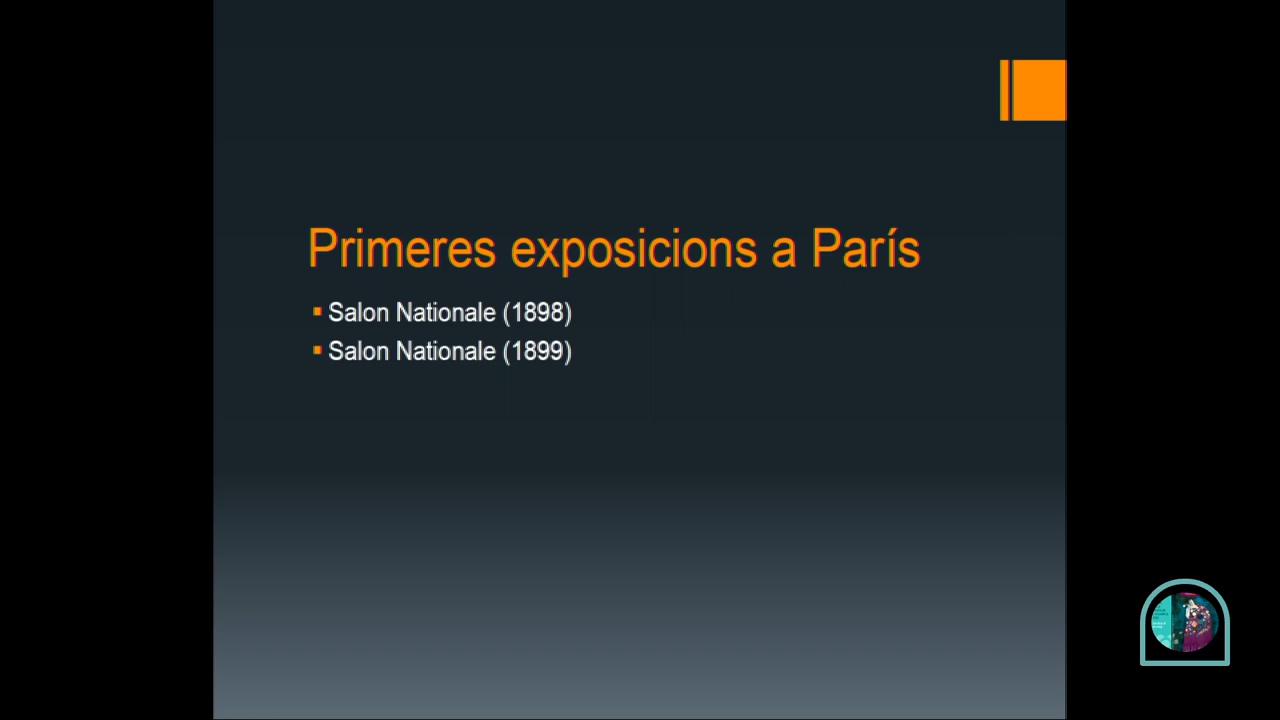 Primeres exposicions a París
Salon Nationale (1898)
Salon Nationale (1899)